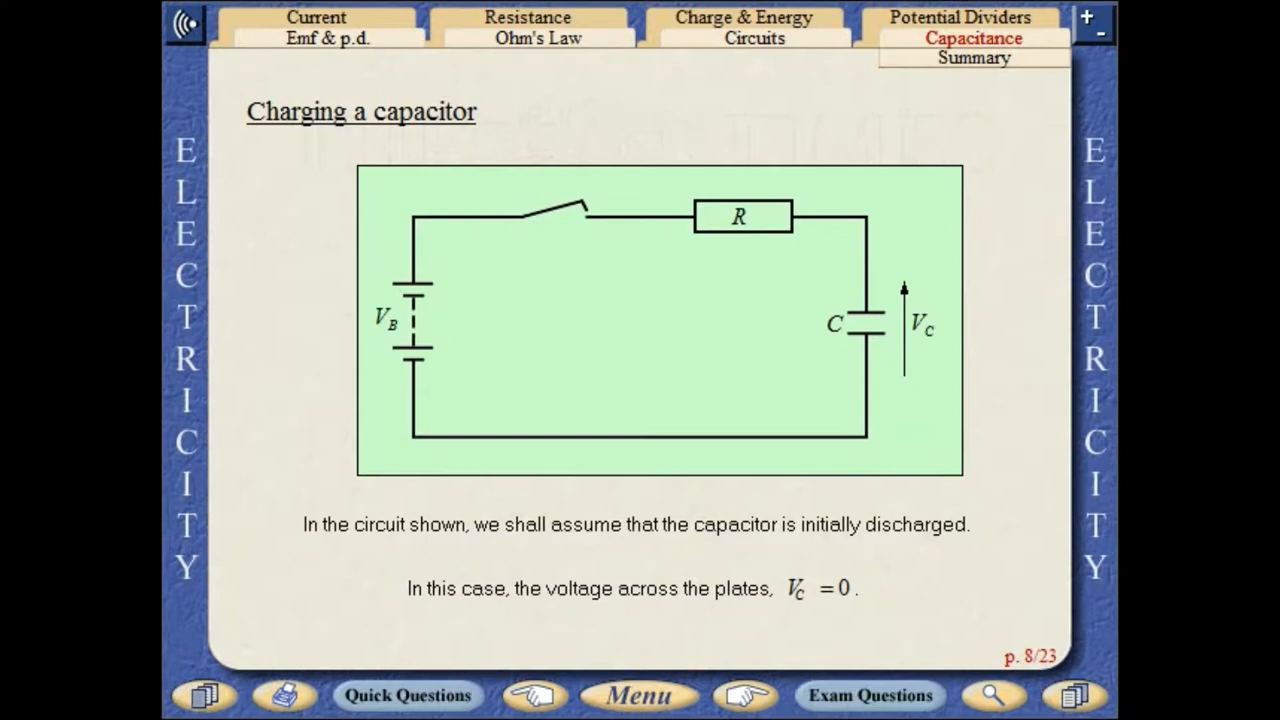 Current
Resistance
Charge & Energy
Potential Dividers
Emf & p.d.
Ohm's Law
Circuits
Capacitance
Summary
+
-
Charging a capacitor
ELECTRICITY
ELECTRICITY
R
V_B
C
V_C
In the circuit shown, we shall assume that the capacitor is initially discharged.
In this case, the voltage across the plates, V_C = 0 .
p. 8/23
Quick Questions
Menu
Exam Questions